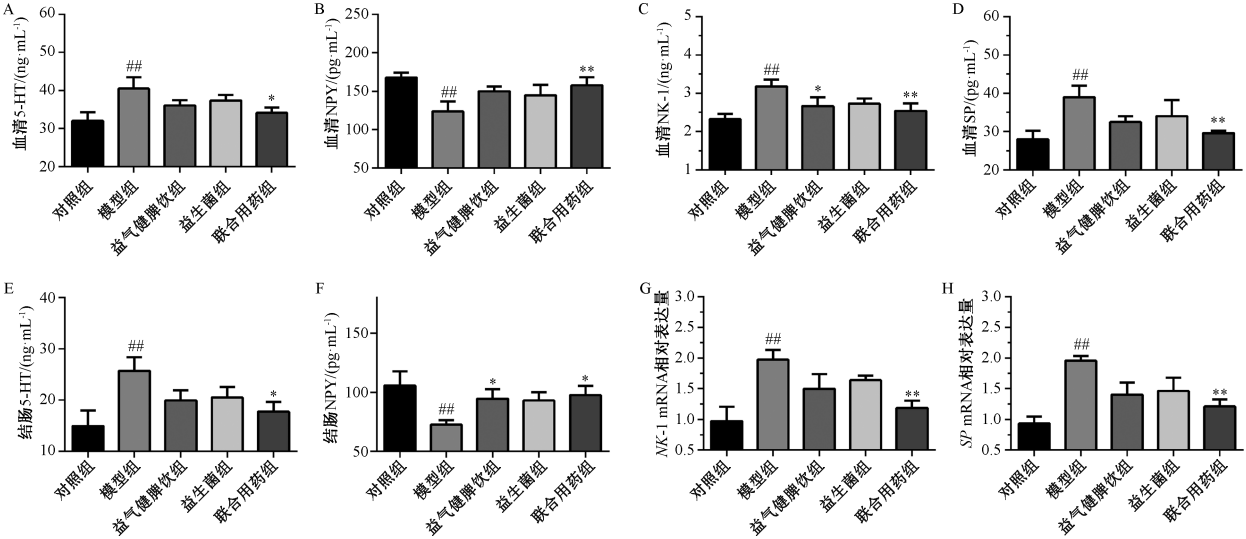 A
血清5-HT/(ng·mL⁻¹)
60
50
40
30
20
##
*
对照组
模型组
益气健脾饮组
益生菌组
联合用药组
B
血清NPY/(pg·mL⁻¹)
250
200
150
100
50
##
**
对照组
模型组
益气健脾饮组
益生菌组
联合用药组
C
血清NK-1/(ng·mL⁻¹)
5
4
3
2
1
##
*
**
对照组
模型组
益气健脾饮组
益生菌组
联合用药组
D
血清SP/(pg·mL⁻¹)
60
50
40
30
20
##
**
对照组
模型组
益气健脾饮组
益生菌组
联合用药组
E
结肠5-HT/(ng·mL⁻¹)
40
30
20
10
##
*
对照组
模型组
益气健脾饮组
益生菌组
联合用药组
F
结肠NPY/(pg·mL⁻¹)
150
100
50
##
*
*
对照组
模型组
益气健脾饮组
益生菌组
联合用药组
G
NK-1 mRNA相对表达量
3.0
2.5
2.0
1.5
1.0
0.5
##
**
对照组
模型组
益气健脾饮组
益生菌组
联合用药组
H
SP mRNA相对表达量
3.0
2.5
2.0
1.5
1.0
0.5
##
**
对照组
模型组
益气健脾饮组
益生菌组
联合用药组